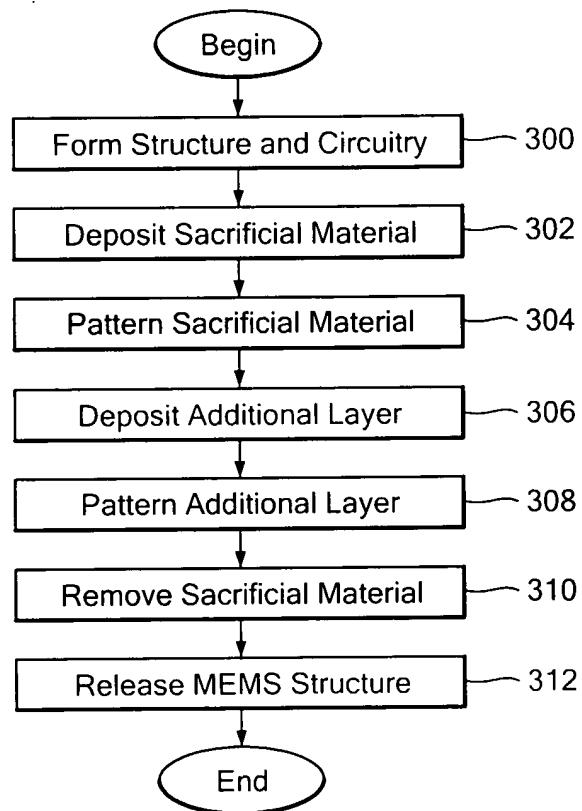 Begin
Form Structure and Circuitry 300
Deposit Sacrificial Material 302
Pattern Sacrificial Material 304
Deposit Additional Layer 306
Pattern Additional Layer 308
Remove Sacrificial Material 310
Release MEMS Structure 312
End